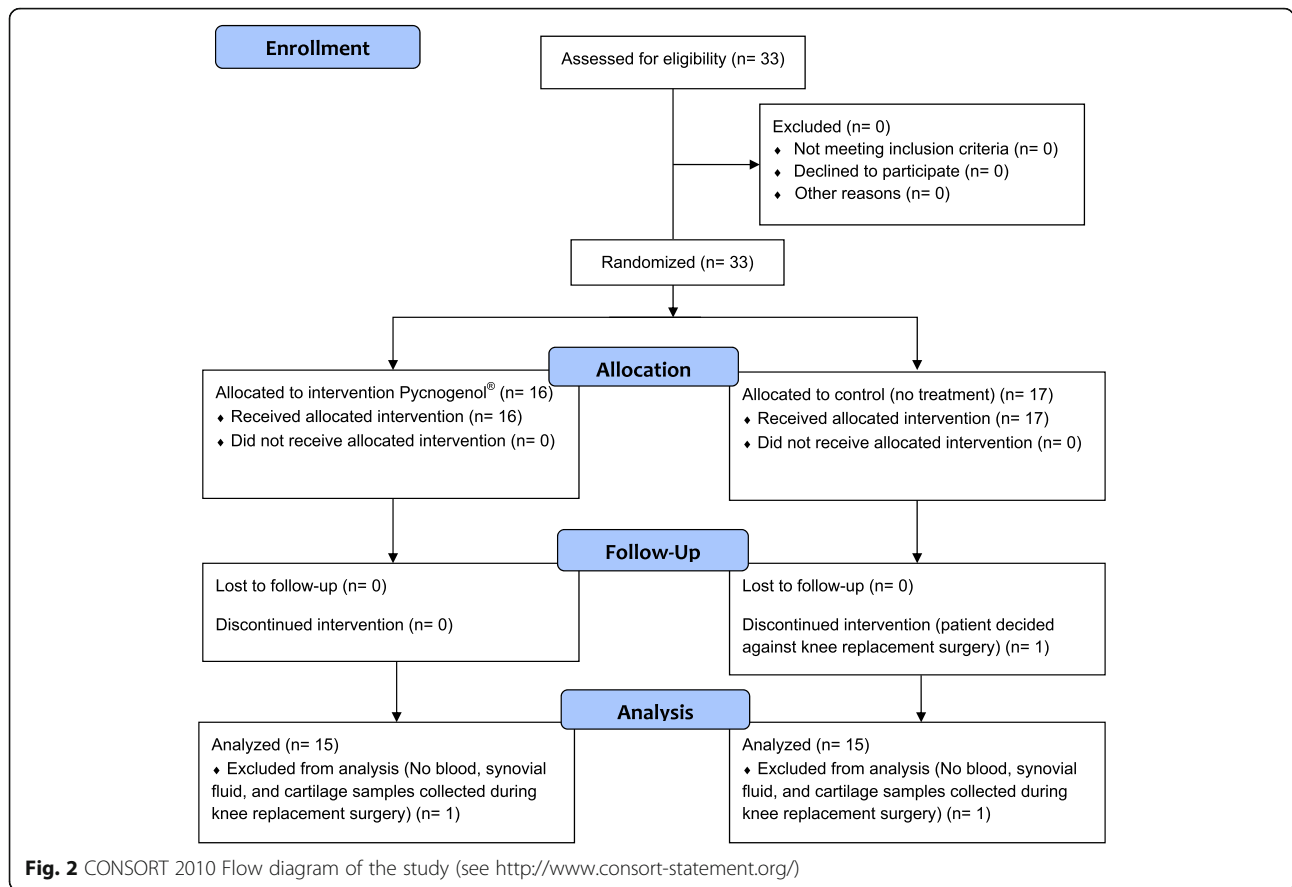 Enrollment
Assessed for eligibility (n= 33)
Excluded (n= 0)
♦ Not meeting inclusion criteria (n= 0)
♦ Declined to participate (n= 0)
♦ Other reasons (n= 0)
Randomized (n= 33)
Allocation
Allocated to intervention Pycnogenol® (n= 16)
♦ Received allocated intervention (n= 16)
♦ Did not receive allocated intervention (n= 0)
Allocated to control (no treatment) (n= 17)
♦ Received allocated intervention (n= 17)
♦ Did not receive allocated intervention (n= 0)
Follow-Up
Lost to follow-up (n= 0)
Discontinued intervention (n= 0)
Lost to follow-up (n= 0)
Discontinued intervention (patient decided
against knee replacement surgery) (n= 1)
Analysis
Analyzed (n= 15)
♦ Excluded from analysis (No blood, synovial
fluid, and cartilage samples collected during
knee replacement surgery) (n= 1)
Analyzed (n= 15)
♦ Excluded from analysis (No blood, synovial
fluid, and cartilage samples collected during
knee replacement surgery) (n= 1)
Fig. 2 CONSORT 2010 Flow diagram of the study (see http://www.consort-statement.org/)